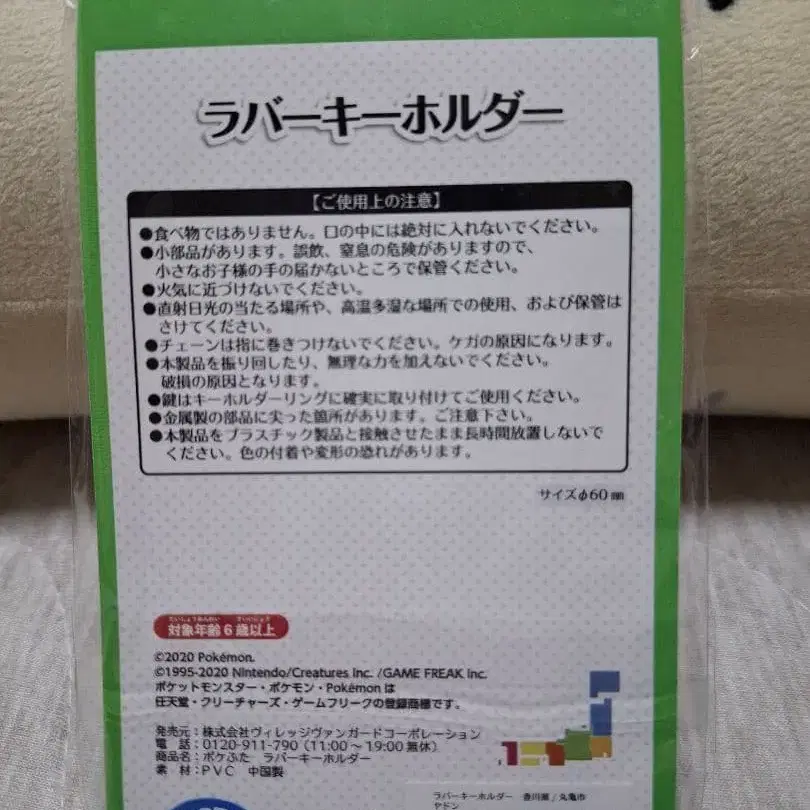 ラバーキーホルダー
【ご使用上の注意】
●食べ物ではありません。口の中には絶対に入れないでください。
●小部品があります。誤飲、窒息の危険がありますので、
小さなお子様の手の届かないところで保管ください。
●火気に近づけないでください。
●直射日光の当たる場所や、高温多湿な場所での使用、および保管は
さけてください。
●チェーンは指に巻きつけないでください。ケガの原因になります。
●本製品を振り回したり、無理な力を加えないでください。
破損の原因となります。
●鍵はキーホルダーリングに確実に取り付けてご使用ください。
●金属製の部品に尖った箇所があります。ご注意下さい。
●本製品をプラスチック製品と接触させたまま長時間放置しないで
ください。色の付着や変形の恐れがあります。
サイズφ60㎜
対象年齢6歳以上
©2020 Pokémon.
©1995-2020 Nintendo/Creatures Inc. /GAME FREAK Inc.
ポケットモンスター・ポケモン・Pokémon は
任天堂・クリーチャーズ・ゲームフリークの登録商標です。
発売元：株式会社ヴィレッジヴァンガードコーポレーション
電 話：0120-911-790（11:00～19:00 無休）
商品名：ポケふた ラバーキーホルダー
素 材：PVC 中国製
ラバーキーホルダー 香川県/丸亀市
ヤドン